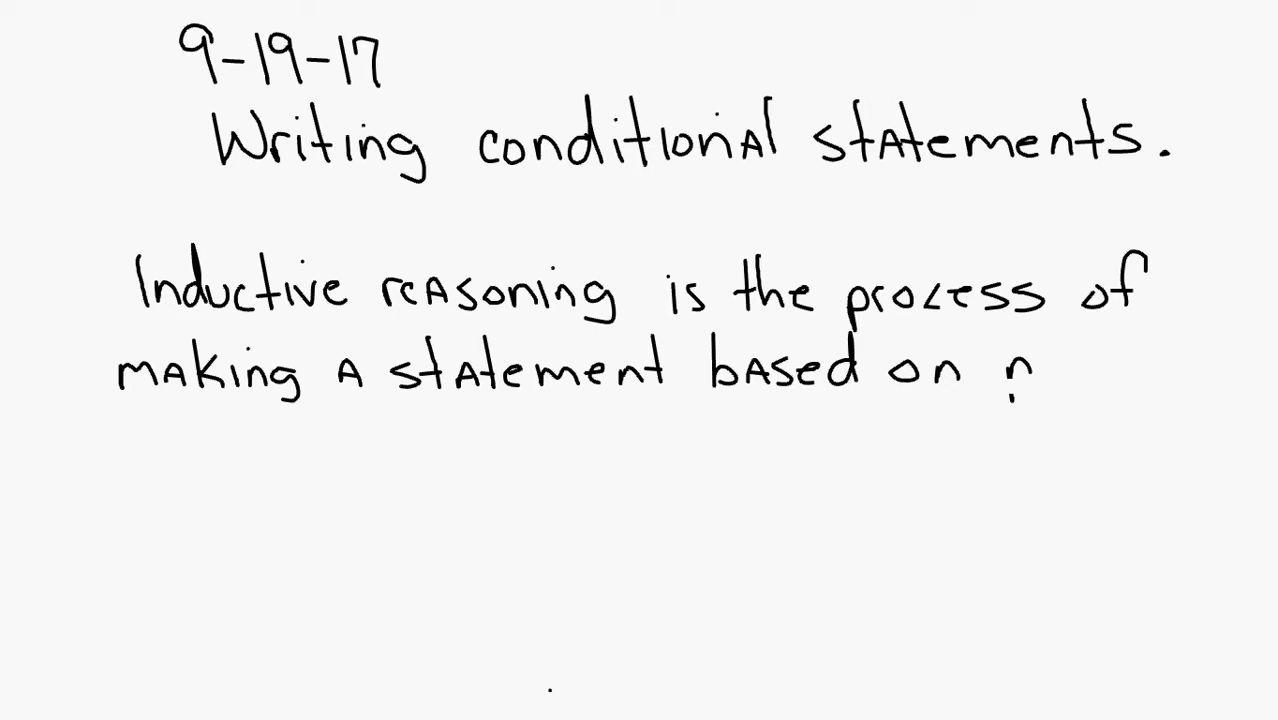 9-19-17
Writing conditional statements.
Inductive reasoning is the process of
making a statement based on